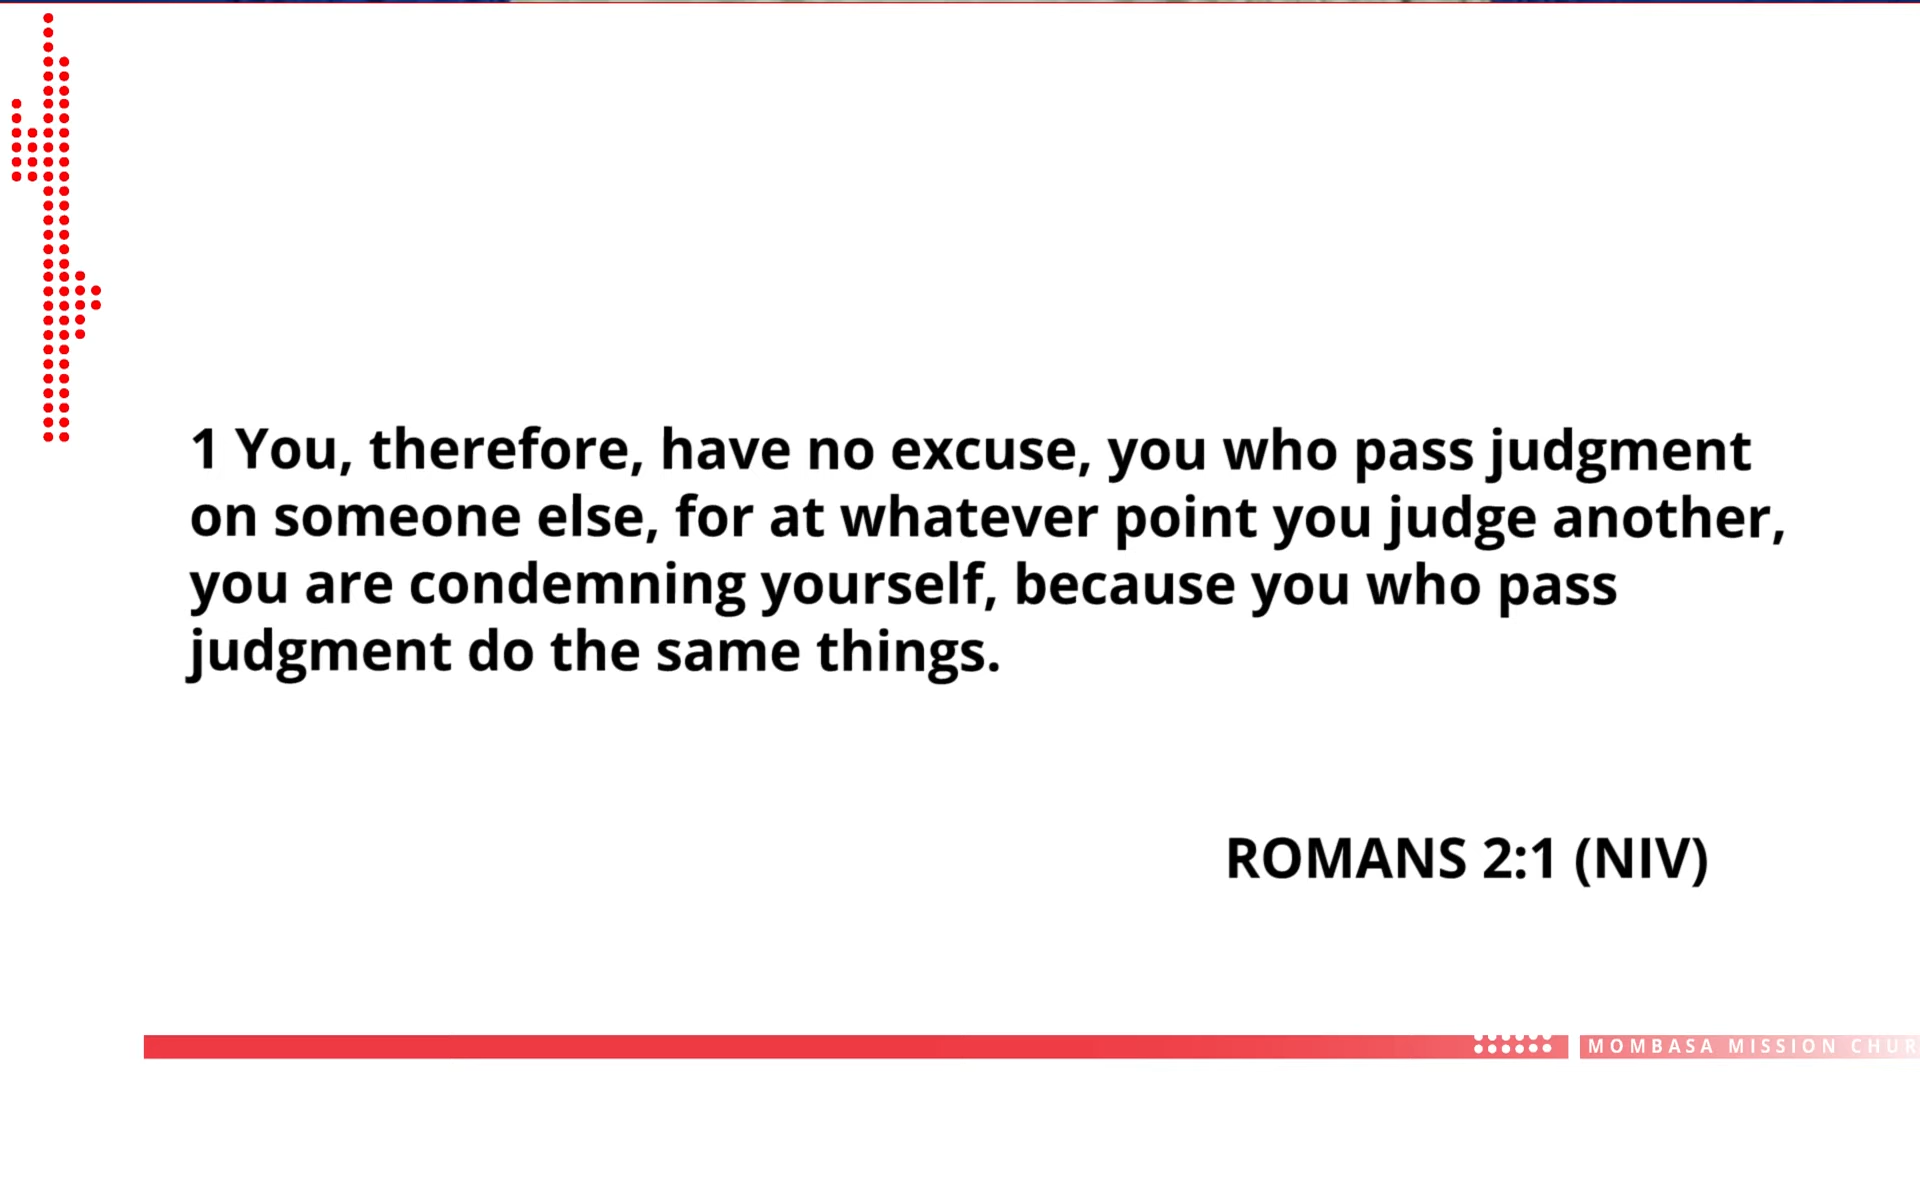 1 You, therefore, have no excuse, you who pass judgment
on someone else, for at whatever point you judge another,
you are condemning yourself, because you who pass
judgment do the same things.
ROMANS 2:1 (NIV)
MOMBASA MISSION CHUR